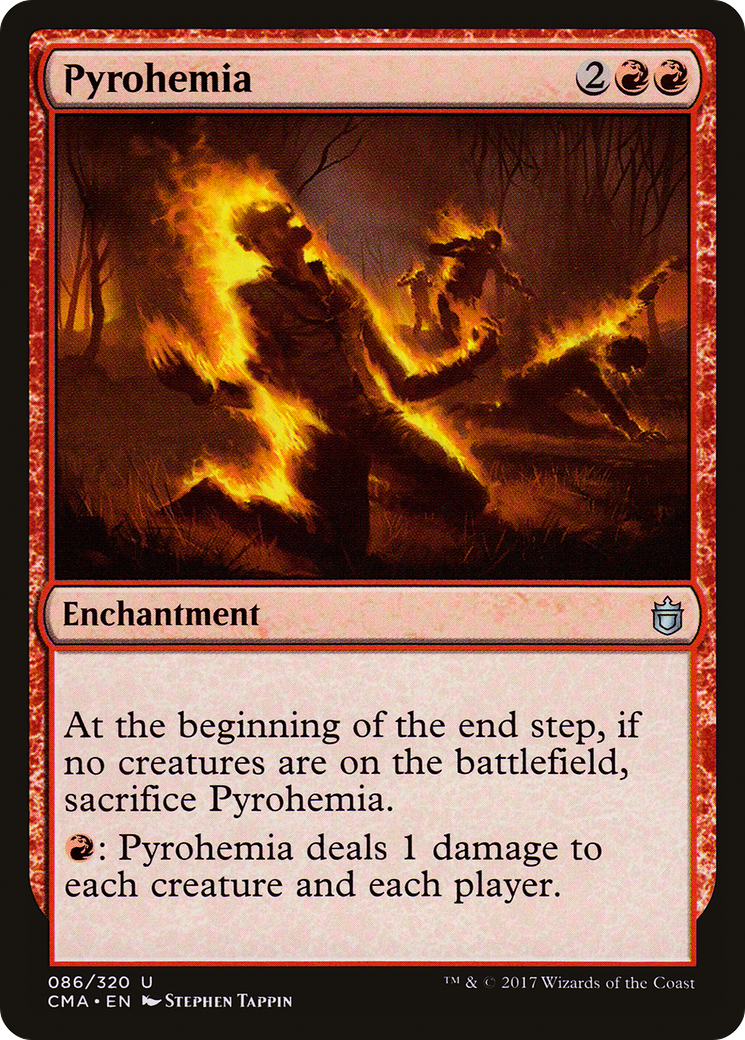 Pyrohemia 2
Enchantment
At the beginning of the end step, if
no creatures are on the battlefield,
sacrifice Pyrohemia.
: Pyrohemia deals 1 damage to
each creature and each player.
086/320 U
CMA • EN Stephen Tappin
™ & © 2017 Wizards of the Coast